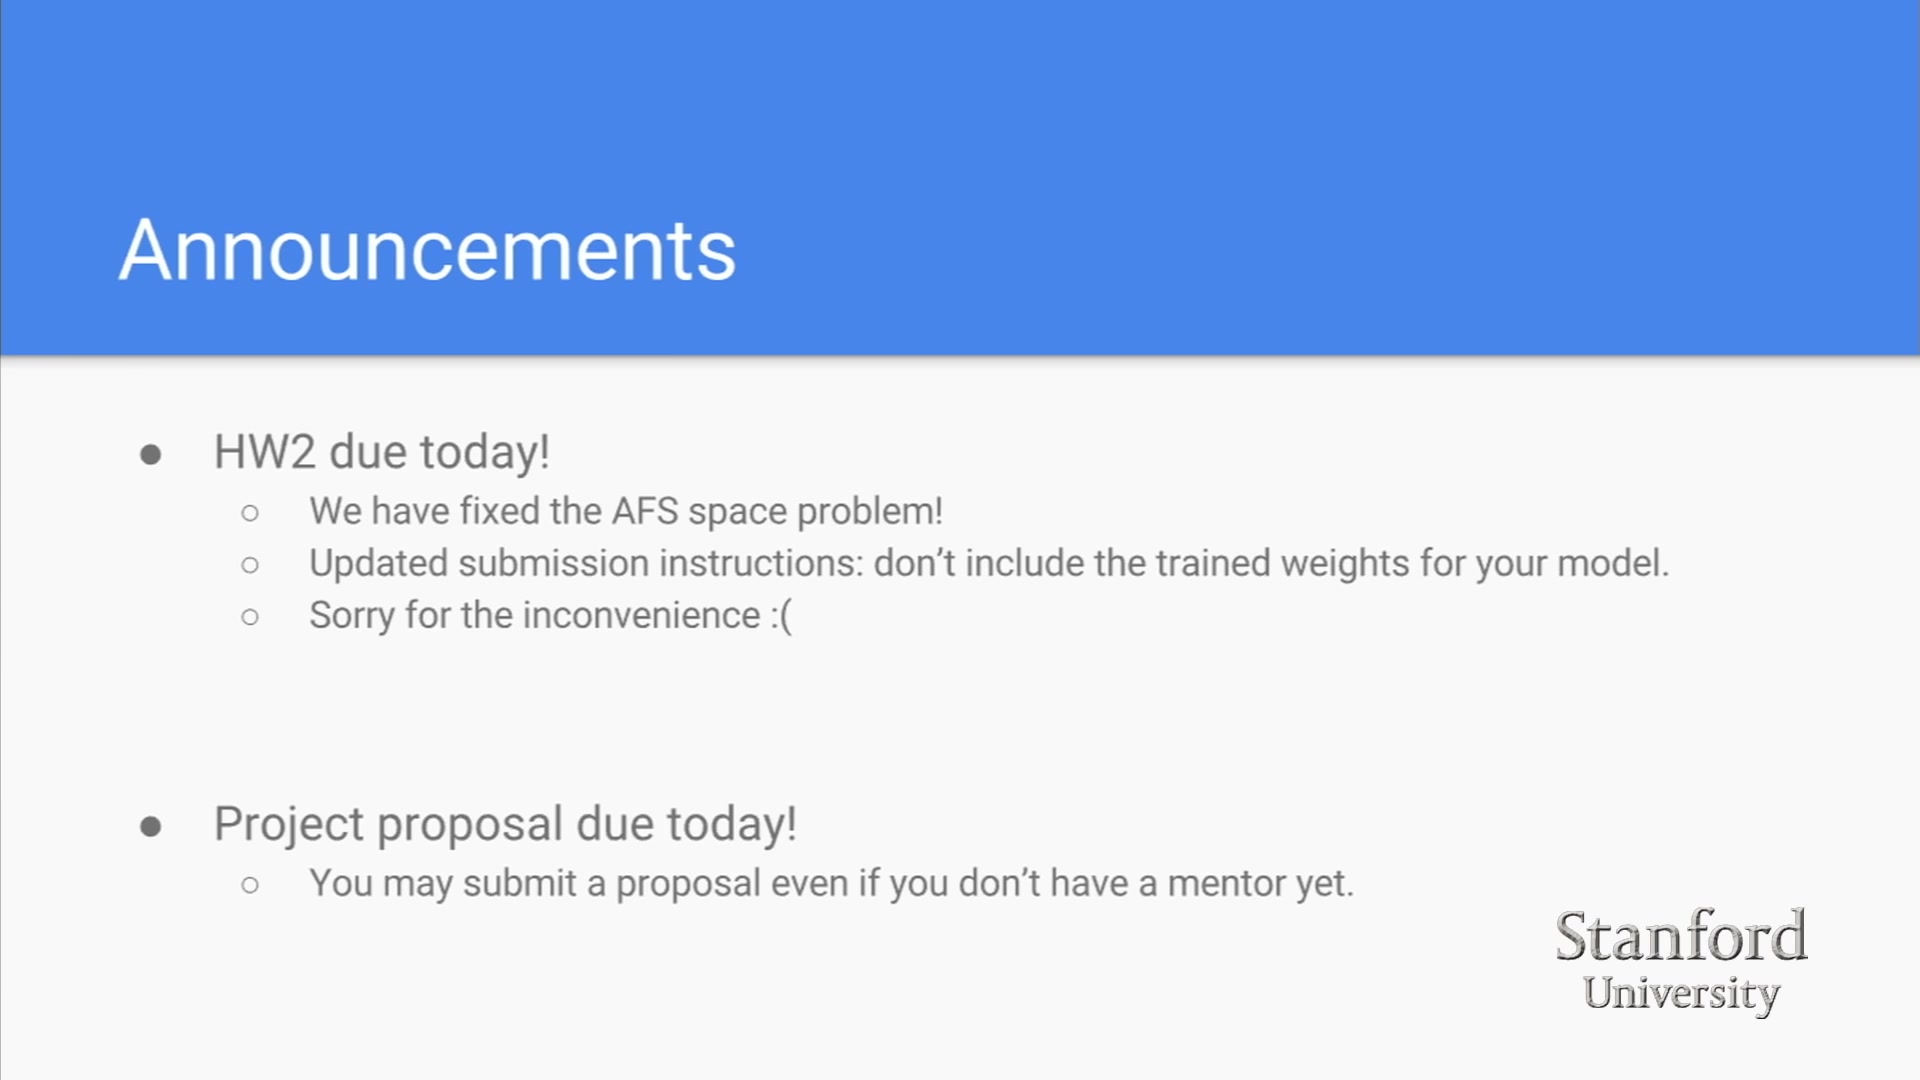 Announcements
● HW2 due today!
○ We have fixed the AFS space problem!
○ Updated submission instructions: don’t include the trained weights for your model.
○ Sorry for the inconvenience :(
● Project proposal due today!
○ You may submit a proposal even if you don’t have a mentor yet.
Stanford
University